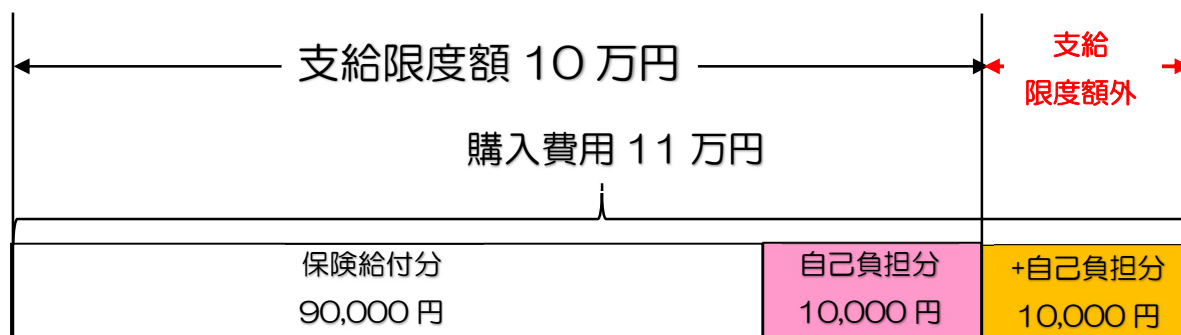 支給限度額 10 万円
支給
限度額外
購入費用 11 万円
保険給付分
90,000 円
自己負担分
10,000 円
+自己負担分
10,000 円